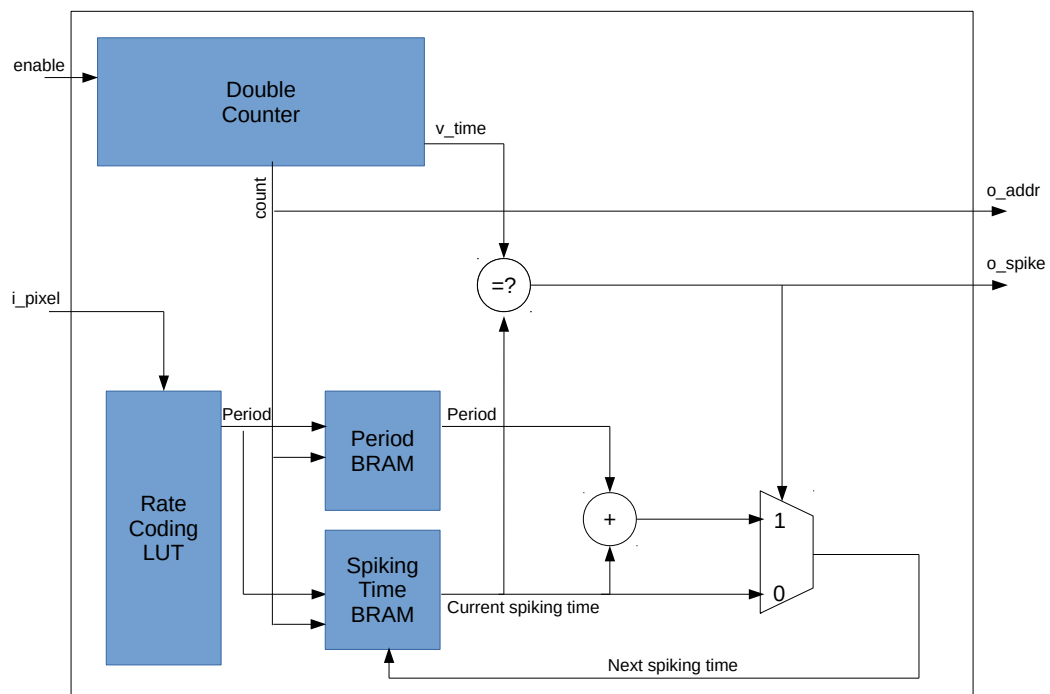 enable
Double
Counter
v_time
count
o_addr
o_spike
=?
i_pixel
Period
Period
BRAM
Period
Rate
Coding
LUT
+
1
Spiking
Time
BRAM
Current spiking time
0
Next spiking time